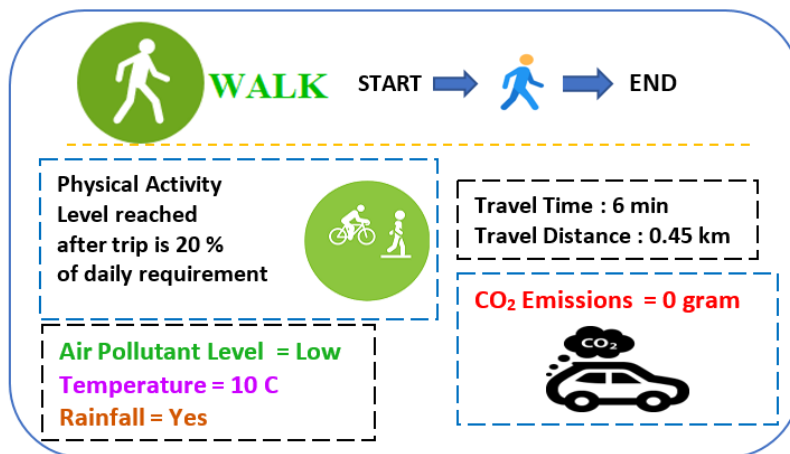 WALK START END
Physical Activity
Level reached
after trip is 20 %
of daily requirement
Travel Time : 6 min
Travel Distance : 0.45 km
CO₂ Emissions = 0 gram
CO₂
Air Pollutant Level = Low
Temperature = 10 C
Rainfall = Yes